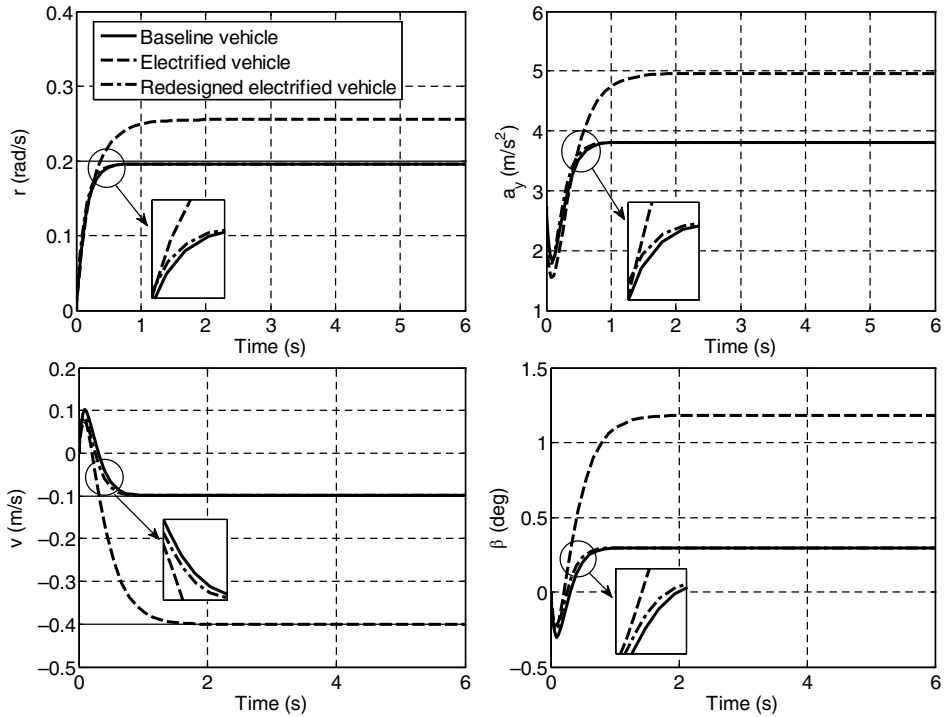 0.4
0.3
0.2
0.1
0
r (rad/s)
Baseline vehicle
Electrified vehicle
Redesigned electrified vehicle
0 1 2 3 4 5 6
Time (s)
6
5
4
3
2
1
a_y (m/s²)
0 1 2 3 4 5 6
Time (s)
0.2
0.1
0
−0.1
−0.2
−0.3
−0.4
−0.5
v (m/s)
0 2 4 6
Time (s)
1.5
1
0.5
0
−0.5
β (deg)
0 2 4 6
Time (s)